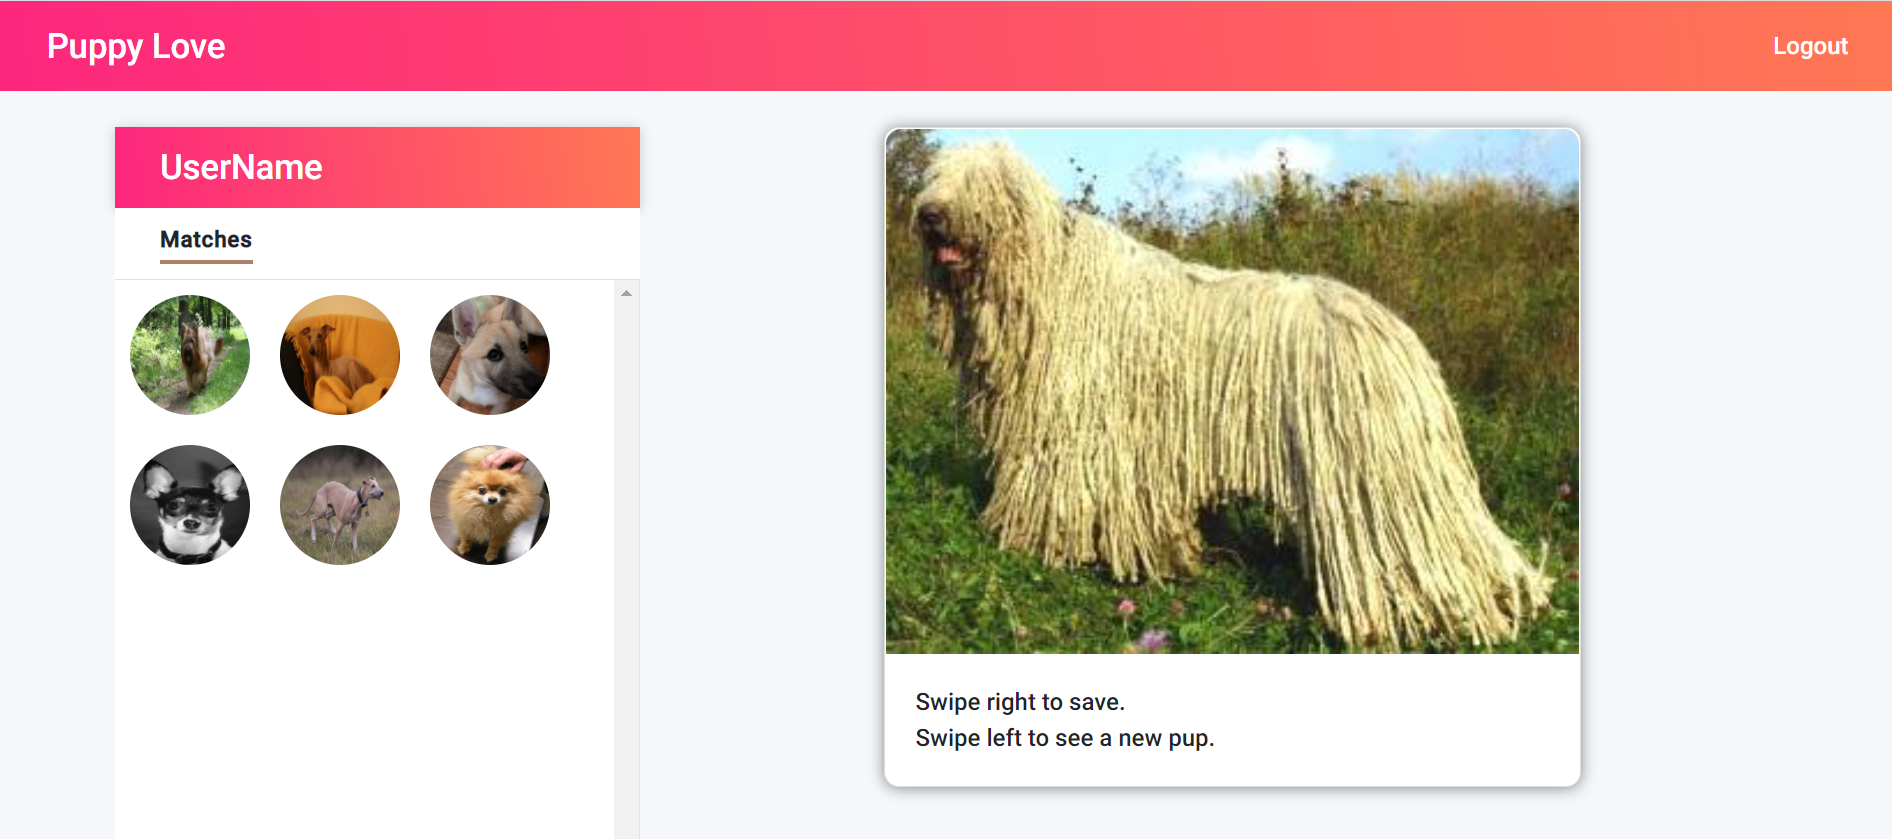 Puppy Love
Logout
UserName
Matches
Swipe right to save.
Swipe left to see a new pup.